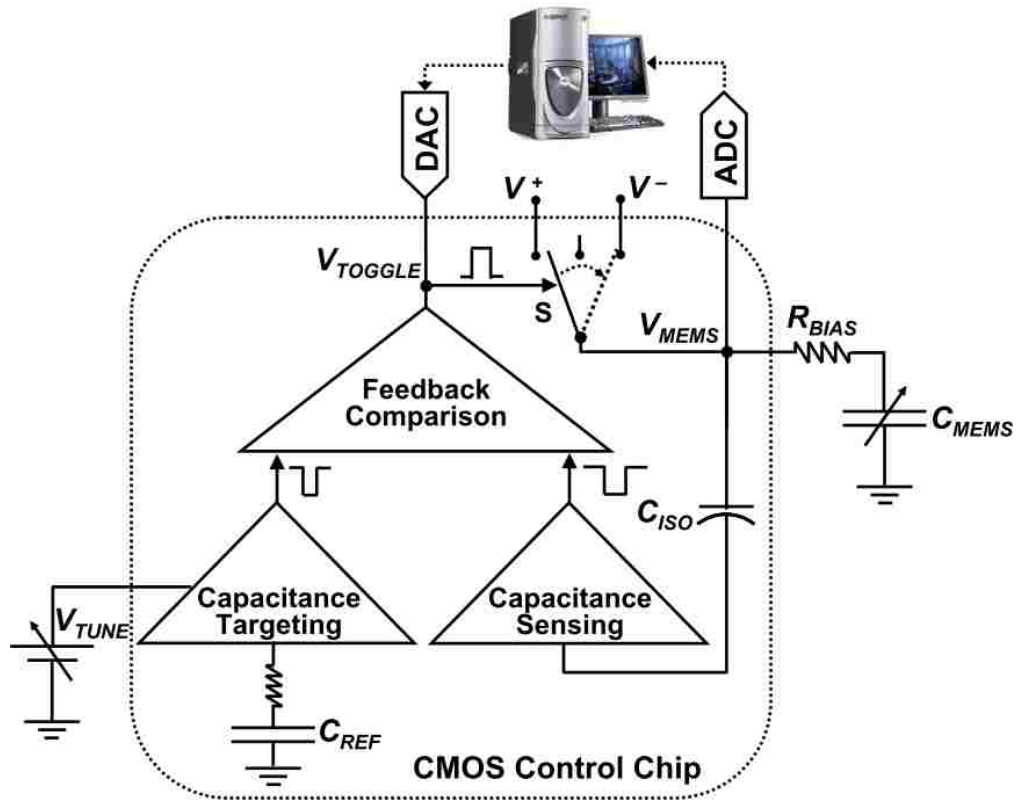 DAC
ADC
V+
V−
VTOGGLE
S
VMEMS
RBIAS
Feedback
Comparison
CMEMS
CISO
Capacitance
Targeting
Capacitance
Sensing
VTUNE
CREF
CMOS Control Chip